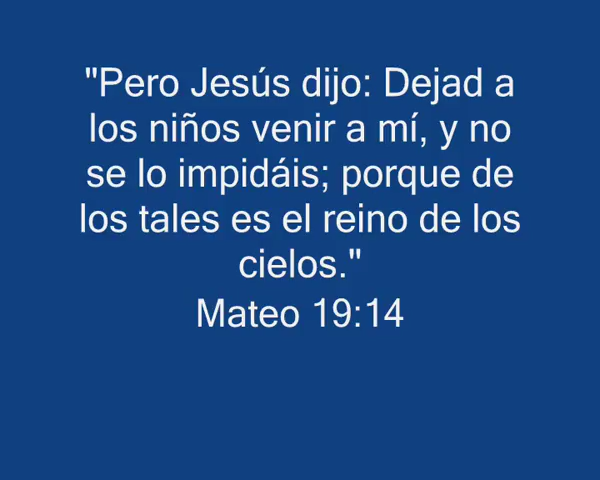 "Pero Jesús dijo: Dejad a
los niños venir a mí, y no
se lo impidáis; porque de
los tales es el reino de los
cielos."
Mateo 19:14